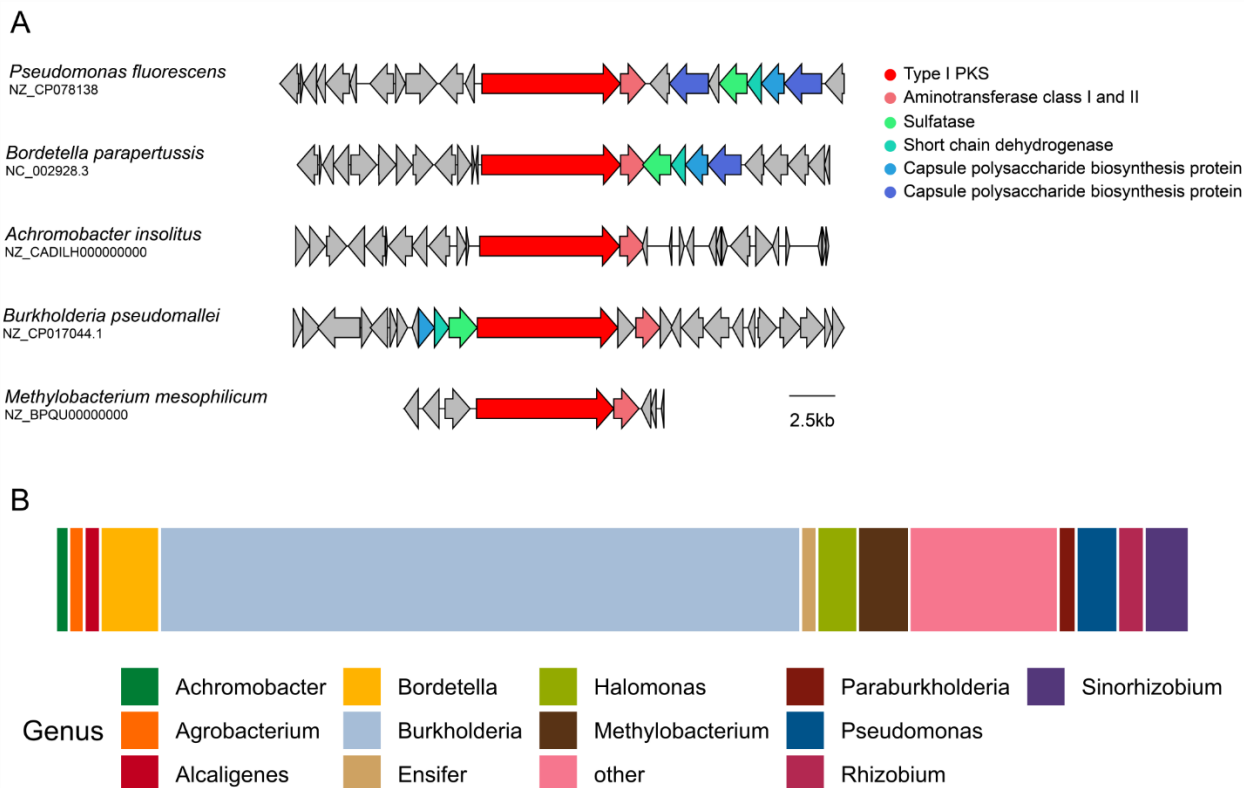 A
Pseudomonas fluorescens
NZ_CP078138
Bordetella parapertussis
NC_002928.3
Achromobacter insolitus
NZ_CADILH000000000
Burkholderia pseudomallei
NZ_CP017044.1
Methylobacterium mesophilicum
NZ_BPQU00000000
Type I PKS
Aminotransferase class I and II
Sulfatase
Short chain dehydrogenase
Capsule polysaccharide biosynthesis protein
Capsule polysaccharide biosynthesis protein
2.5kb
B
Genus
Achromobacter
Agrobacterium
Alcaligenes
Bordetella
Burkholderia
Ensifer
Halomonas
Methylobacterium
other
Paraburkholderia
Pseudomonas
Rhizobium
Sinorhizobium